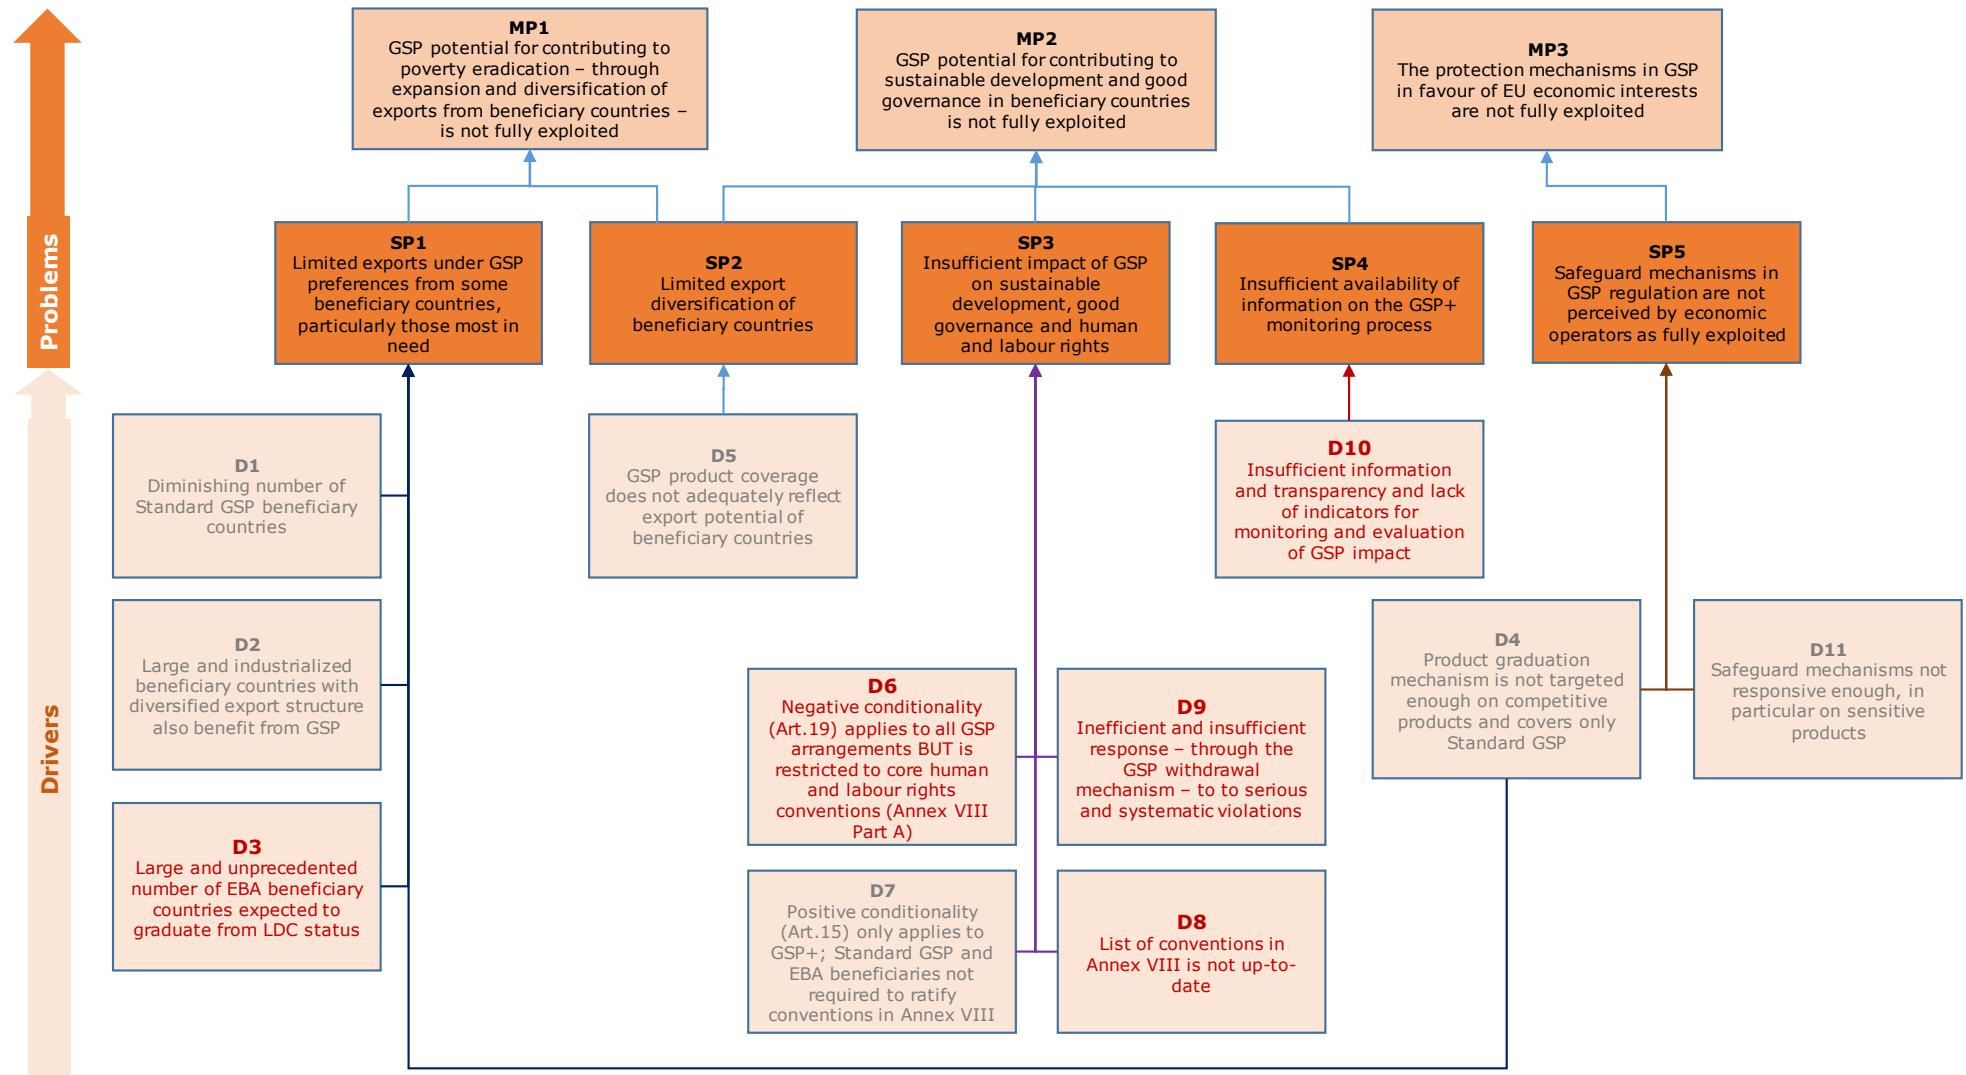 MP1
GSP potential for contributing to
poverty eradication – through
expansion and diversification of
exports from beneficiary countries –
is not fully exploited
MP2
GSP potential for contributing to
sustainable development and good
governance in beneficiary countries
is not fully exploited
MP3
The protection mechanisms in GSP
in favour of EU economic interests
are not fully exploited
Problems
SP1
Limited exports under GSP
preferences from some
beneficiary countries,
particularly those most in
need
SP2
Limited export
diversification of
beneficiary countries
SP3
Insufficient impact of GSP
on sustainable
development, good
governance and human
and labour rights
SP4
Insufficient availability of
information on the GSP+
monitoring process
SP5
Safeguard mechanisms in
GSP regulation are not
perceived by economic
operators as fully exploited
Drivers
D1
Diminishing number of
Standard GSP beneficiary
countries
D5
GSP product coverage
does not adequately reflect
export potential of
beneficiary countries
D10
Insufficient information
and transparency and lack
of indicators for
monitoring and evaluation
of GSP impact
D2
Large and industrialized
beneficiary countries with
diversified export structure
also benefit from GSP
D6
Negative conditionality
(Art.19) applies to all GSP
arrangements BUT is
restricted to core human
and labour rights
conventions (Annex VIII
Part A)
D9
Inefficient and insufficient
response – through the
GSP withdrawal
mechanism – to to serious
and systematic violations
D4
Product graduation
mechanism is not targeted
enough on competitive
products and covers only
Standard GSP
D11
Safeguard mechanisms not
responsive enough, in
particular on sensitive
products
D3
Large and unprecedented
number of EBA beneficiary
countries expected to
graduate from LDC status
D7
Positive conditionality
(Art.15) only applies to
GSP+; Standard GSP and
EBA beneficiaries not
required to ratify
conventions in Annex VIII
D8
List of conventions in
Annex VIII is not up-to-
date